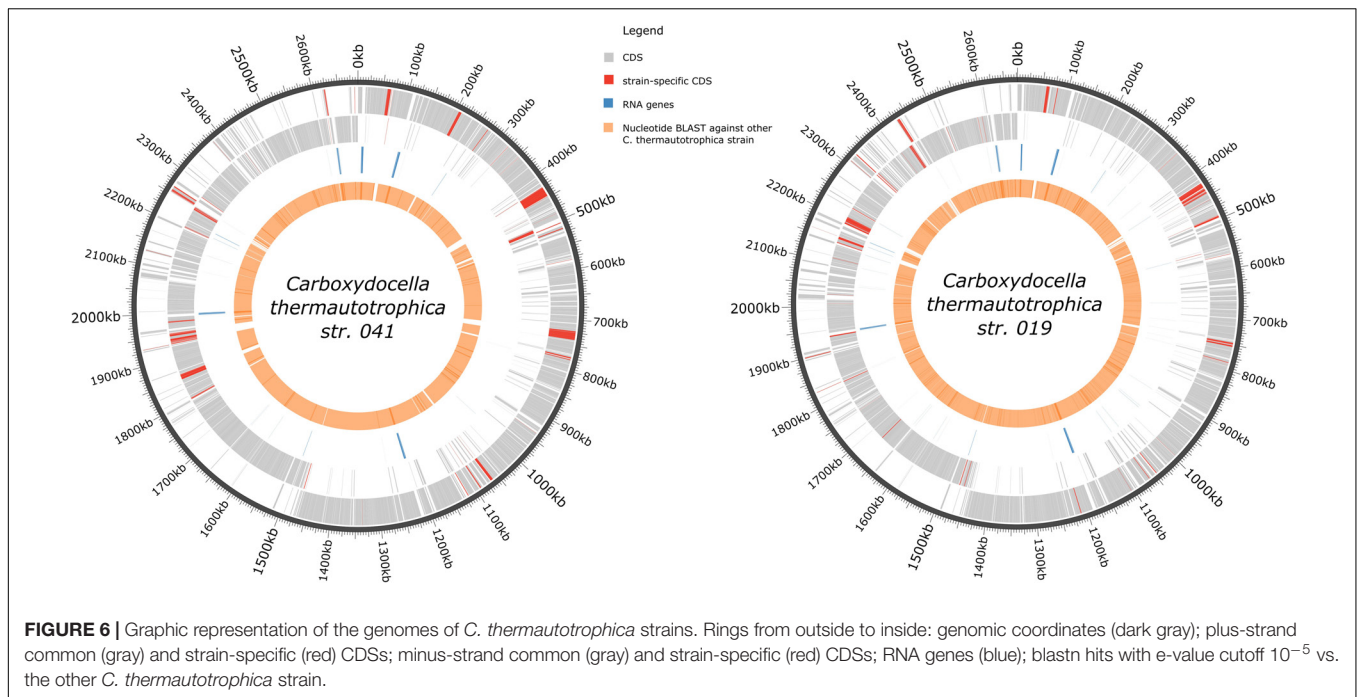 Legend
CDS
strain-specific CDS
RNA genes
Nucleotide BLAST against other
C. thermautotrophica strain
0kb
100kb
200kb
300kb
400kb
500kb
600kb
700kb
800kb
900kb
1000kb
1100kb
1200kb
1300kb
1400kb
1500kb
1600kb
1700kb
1800kb
1900kb
2000kb
2100kb
2200kb
2300kb
2400kb
2500kb
2600kb
Carboxydocella
thermautotrophica
str. 041
0kb
100kb
200kb
300kb
400kb
500kb
600kb
700kb
800kb
900kb
1000kb
1100kb
1200kb
1300kb
1400kb
1500kb
1600kb
1700kb
1800kb
1900kb
2000kb
2100kb
2200kb
2300kb
2400kb
2500kb
2600kb
Carboxydocella
thermautotrophica
str. 019
FIGURE 6 | Graphic representation of the genomes of C. thermautotrophica strains. Rings from outside to inside: genomic coordinates (dark gray); plus-strand
common (gray) and strain-specific (red) CDSs; minus-strand common (gray) and strain-specific (red) CDSs; RNA genes (blue); blastn hits with e-value cutoff 10⁻⁵ vs.
the other C. thermautotrophica strain.